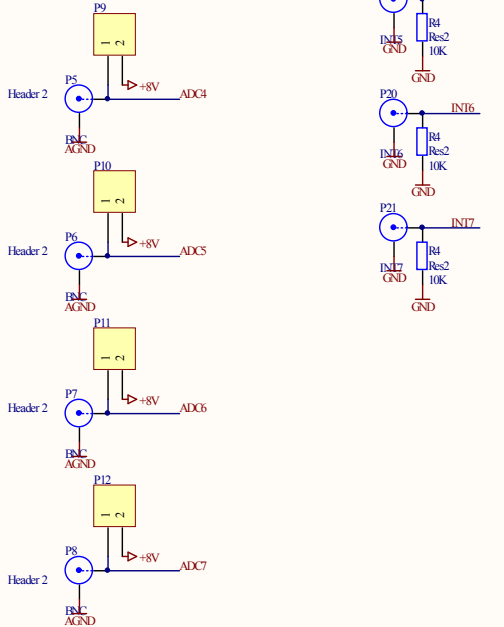 P9
1 2
+8V
P5
ADC4
Header 2
BNC
AGND
P10
1 2
+8V
P6
ADC5
Header 2
BNC
AGND
P11
1 2
+8V
P7
ADC6
Header 2
BNC
AGND
P12
1 2
+8V
P8
ADC7
Header 2
BNC
AGND
R4
Res2
10K
INT5
GND
GND
P20
INT6
R4
Res2
10K
INT6
GND
GND
P21
INT7
R4
Res2
10K
INT7
GND
GND